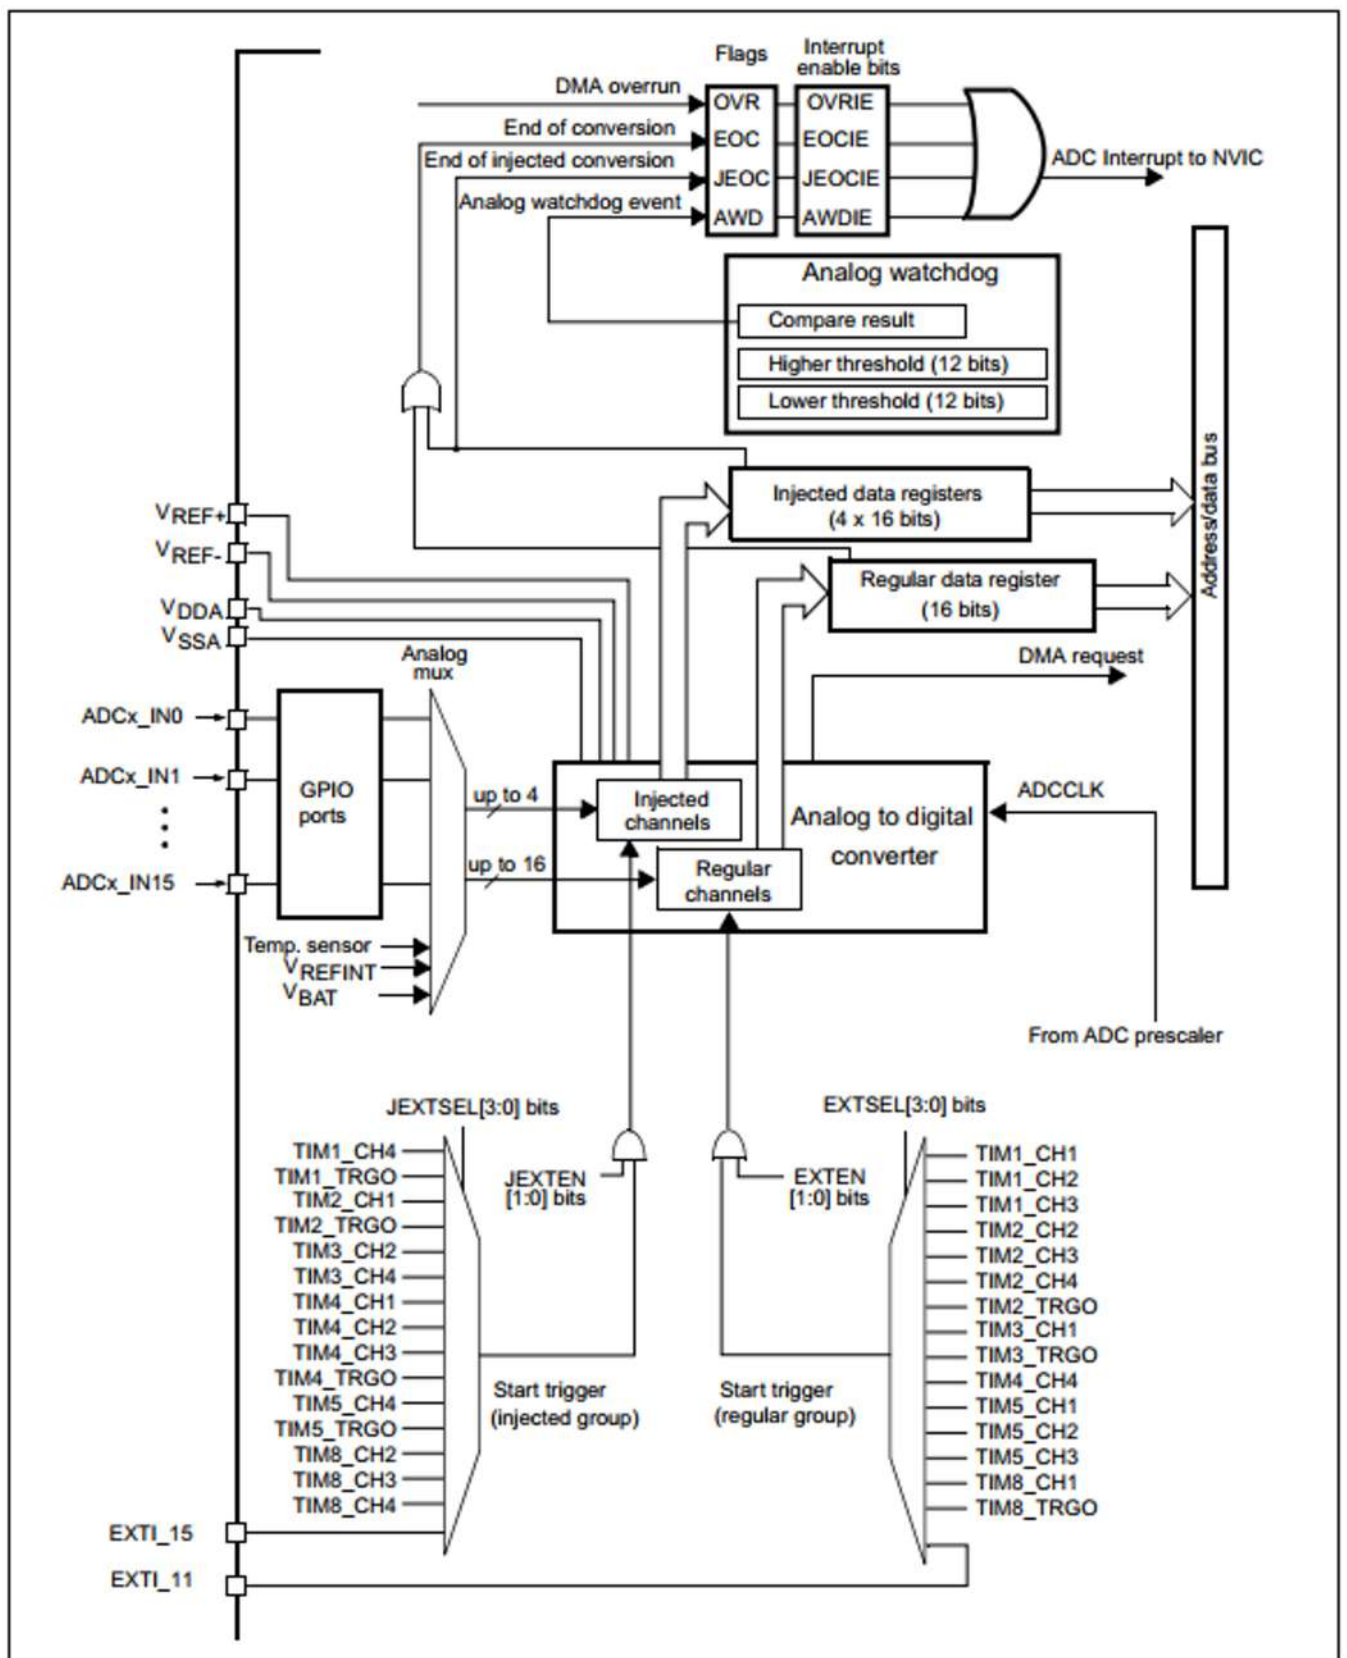 Flags
Interrupt
enable bits
DMA overrun
OVR
OVRIE
End of conversion
EOC
EOCIE
End of injected conversion
JEOC
JEOCIE
ADC Interrupt to NVIC
Analog watchdog event
AWD
AWDIE
Analog watchdog
Compare result
Higher threshold (12 bits)
Lower threshold (12 bits)
Address/data bus
Injected data registers
(4 x 16 bits)
VREF+
VREF-
VDDA
VSSA
Regular data register
(16 bits)
DMA request
Analog
mux
ADCx_IN0
ADCx_IN1
ADCx_IN15
GPIO
ports
up to 4
up to 16
Injected
channels
Regular
channels
Analog to digital
converter
ADCCLK
Temp. sensor
VREFINT
VBAT
From ADC prescaler
JEXTSEL[3:0] bits
EXTSEL[3:0] bits
TIM1_CH4
TIM1_TRGO
TIM2_CH1
TIM2_TRGO
TIM3_CH2
TIM3_CH4
TIM4_CH1
TIM4_CH2
TIM4_CH3
TIM4_TRGO
TIM5_CH4
TIM5_TRGO
TIM8_CH2
TIM8_CH3
TIM8_CH4
JEXTEN
[1:0] bits
EXTEN
[1:0] bits
Start trigger
(injected group)
Start trigger
(regular group)
TIM1_CH1
TIM1_CH2
TIM1_CH3
TIM2_CH2
TIM2_CH3
TIM2_CH4
TIM2_TRGO
TIM3_CH1
TIM3_TRGO
TIM4_CH4
TIM5_CH1
TIM5_CH2
TIM5_CH3
TIM8_CH1
TIM8_TRGO
EXTI_15
EXTI_11